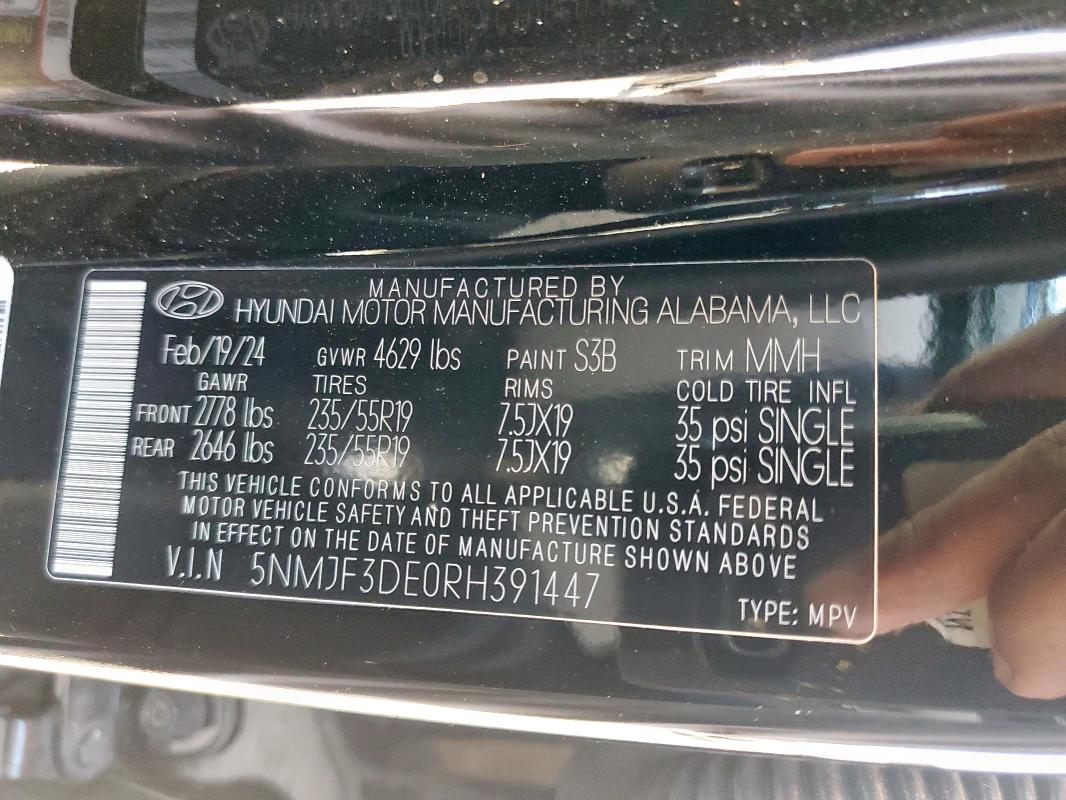 MANUFACTURED BY
HYUNDAI MOTOR MANUFACTURING ALABAMA, LLC
Feb/19/24 GVWR 4629 lbs PAINT S3B TRIM MMH
GAWR TIRES RIMS COLD TIRE INFL
FRONT 2778 lbs 235/55R19 7.5JX19 35 psi SINGLE
REAR 2646 lbs 235/55R19 7.5JX19 35 psi SINGLE
THIS VEHICLE CONFORMS TO ALL APPLICABLE U.S.A. FEDERAL
MOTOR VEHICLE SAFETY AND THEFT PREVENTION STANDARDS
IN EFFECT ON THE DATE OF MANUFACTURE SHOWN ABOVE
V.I.N 5NMJF3DE0RH391447
TYPE: MPV